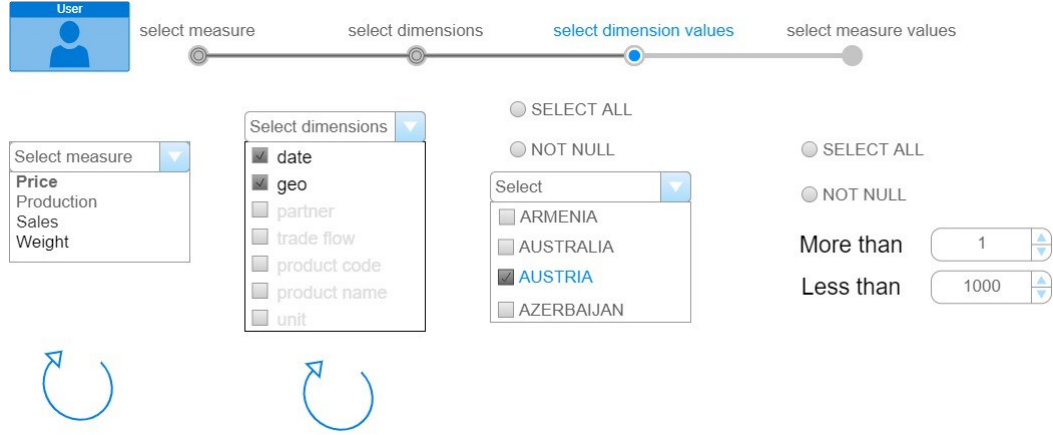 User
select measure
select dimensions
select dimension values
select measure values
Select measure
Price
Production
Sales
Weight
Select dimensions
date
geo
partner
trade flow
product code
product name
unit
SELECT ALL
NOT NULL
Select
ARMENIA
AUSTRALIA
AUSTRIA
AZERBAIJAN
SELECT ALL
NOT NULL
More than 1
Less than 1000